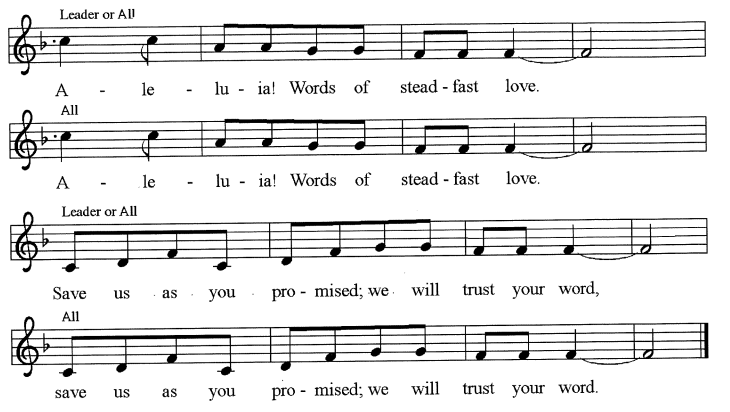 Leader or All
A - le - lu - ia! Words of stead - fast love.
All
A - le - lu - ia! Words of stead - fast love.
Leader or All
Save us as you pro - mised; we will trust your word,
All
save us as you pro - mised; we will trust your word.